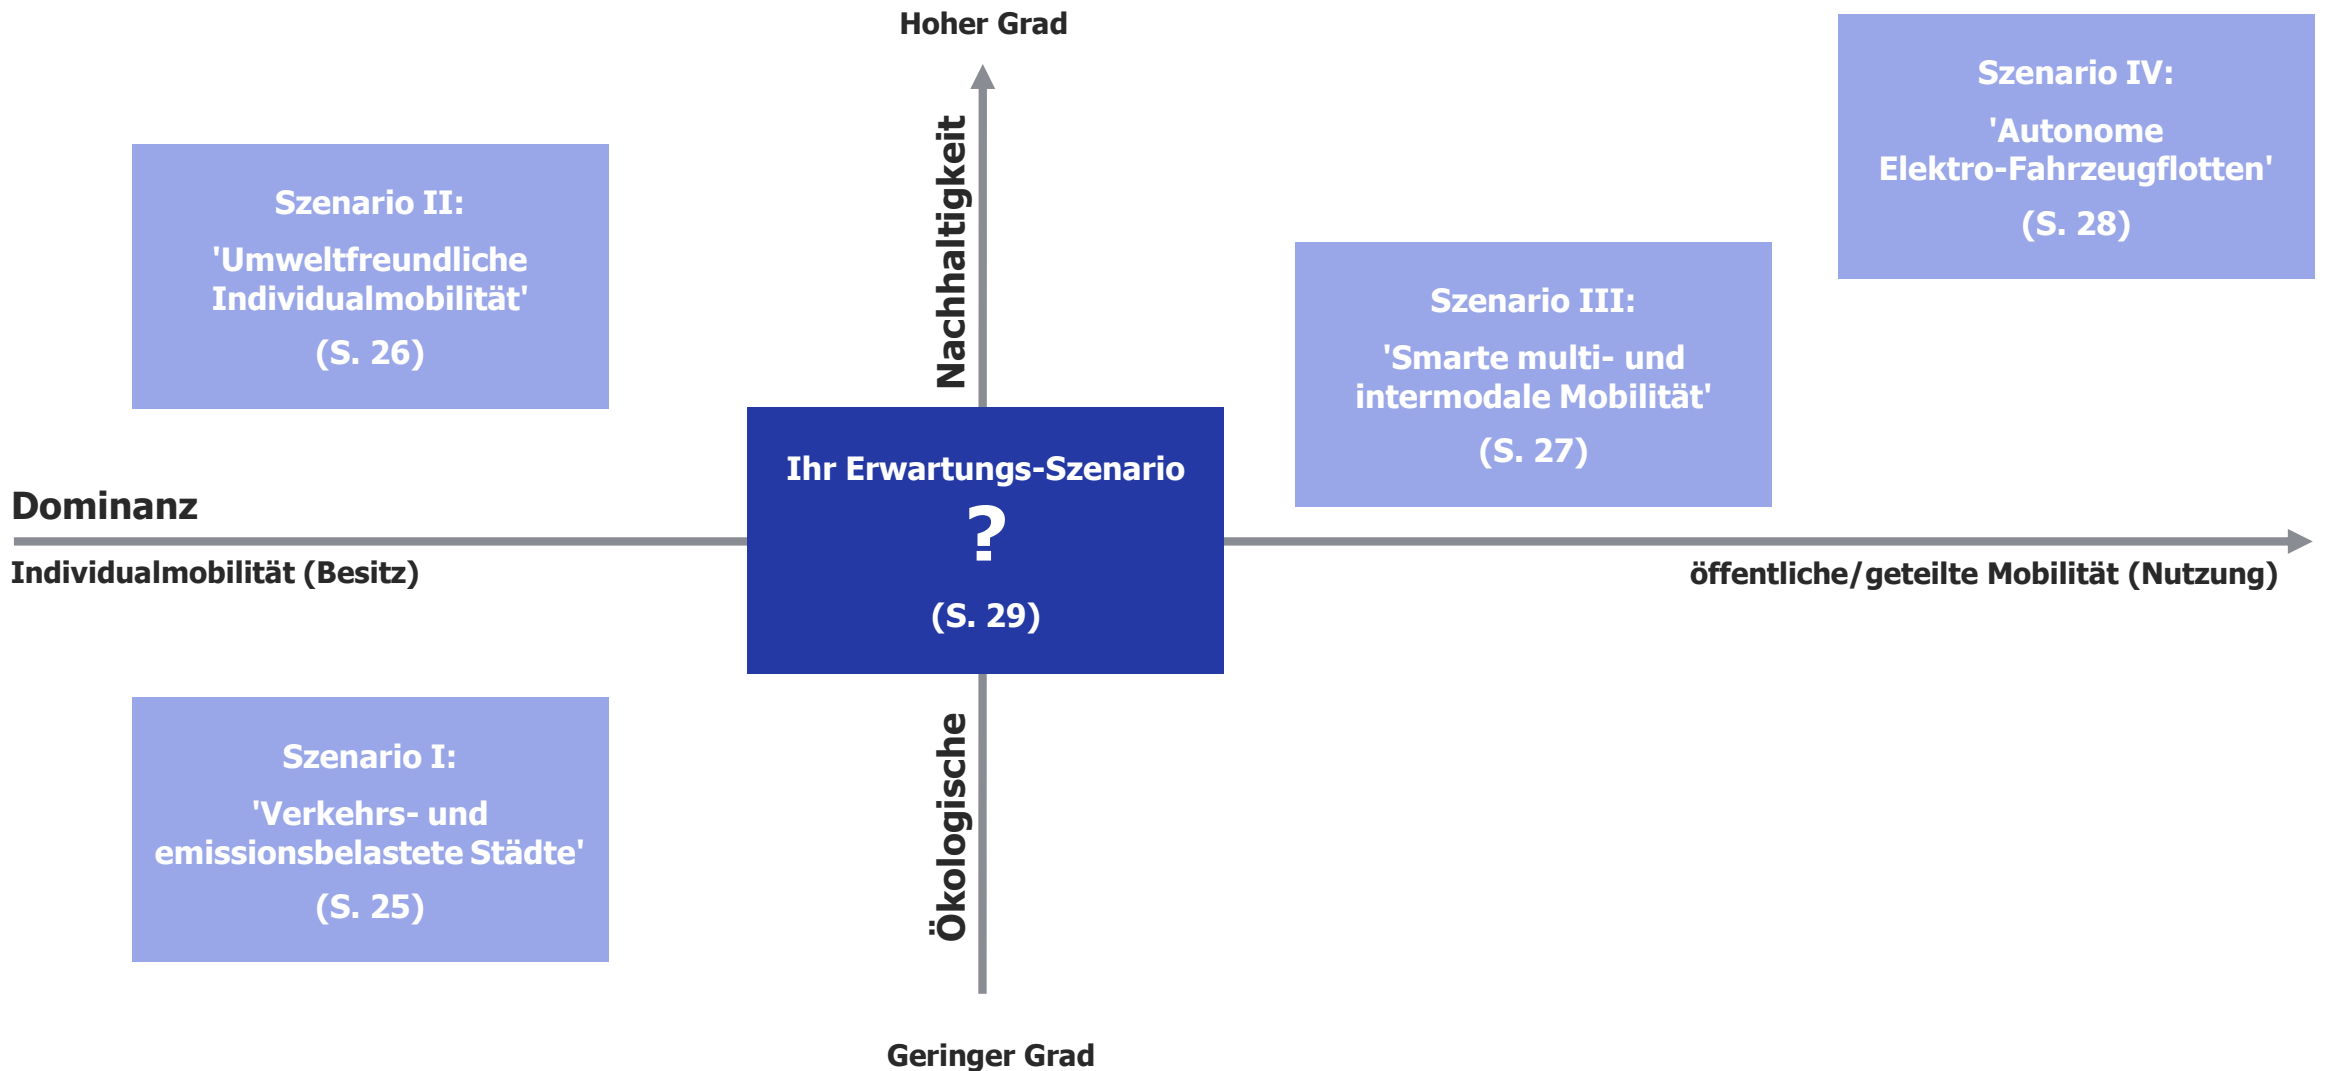 Hoher Grad
Szenario IV:
'Autonome
Elektro-Fahrzeugflotten'
(S. 28)
Szenario II:
'Umweltfreundliche
Individualmobilität'
(S. 26)
Nachhaltigkeit
Szenario III:
'Smarte multi- und
intermodale Mobilität'
(S. 27)
Ihr Erwartungs-Szenario
?
(S. 29)
Dominanz
Individualmobilität (Besitz)
öffentliche/geteilte Mobilität (Nutzung)
Szenario I:
'Verkehrs- und
emissionsbelastete Städte'
(S. 25)
Ökologische
Geringer Grad